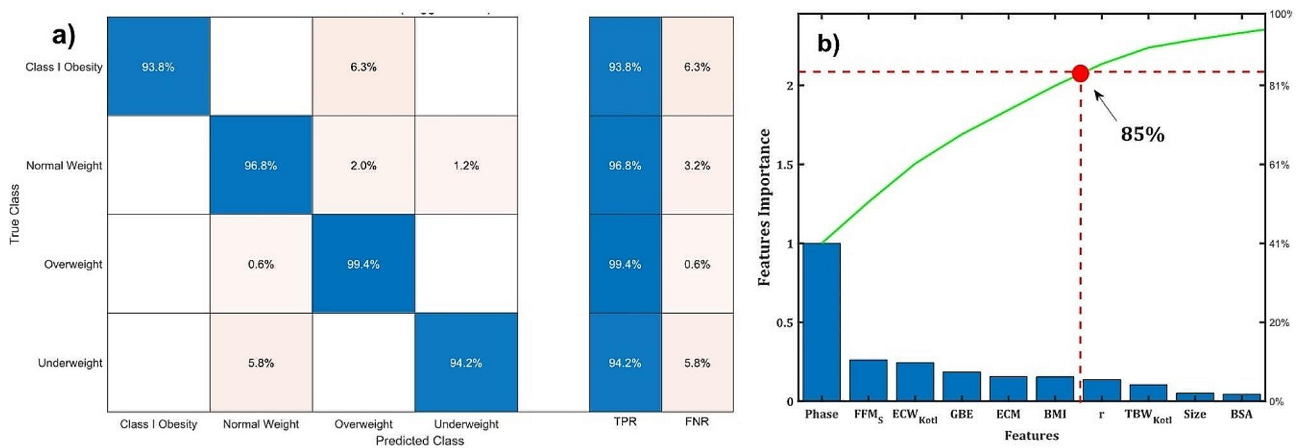 a)
Class I Obesity
93.8%
6.3%
93.8%
6.3%
Normal Weight
96.8%
2.0%
1.2%
96.8%
3.2%
Overweight
0.6%
99.4%
99.4%
0.6%
Underweight
5.8%
94.2%
94.2%
5.8%
True Class
Class I Obesity
Normal Weight
Overweight
Underweight
TPR
FNR
Predicted Class
b)
100%
2
81%
85%
1.5
61%
1
41%
0.5
20%
0
0%
Features Importance
Phase
FFMS
ECWKotl
GBE
ECM
BMI
r
TBWKotl
Size
BSA
Features